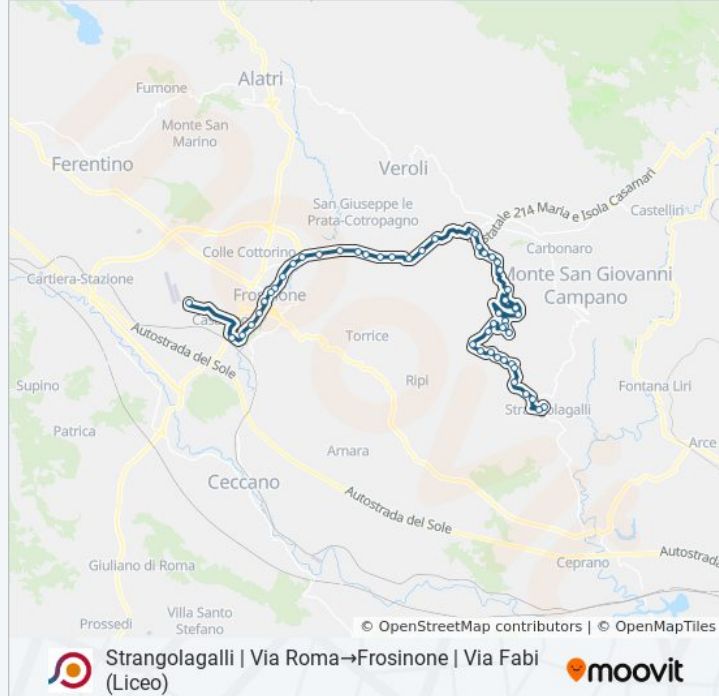 Alatri
Fumone
Monte San
Marino
Ferentino
Veroli
San Giuseppe le
Prata-Cotropagno
Statale 214 Maria e Isola Casamari
Castelliri
Colle Cottorino
Carbonaro
Cartiera-Stazione
Monte San Giovanni
Campano
Frosinone
Autostrada del Sole
Torrice
Supino
Ripi
Fontana Liri
Strangolagalli
Patrica
Arnara
Arce
Ceccano
Autostrada del Sole
Autostrada
Ceprano
Giuliano di Roma
Villa Santo
Stefano
Prossedi
© OpenStreetMap contributors | © OpenMapTiles
Strangolagalli | Via Roma→Frosinone | Via Fabi
(Liceo)
moovit